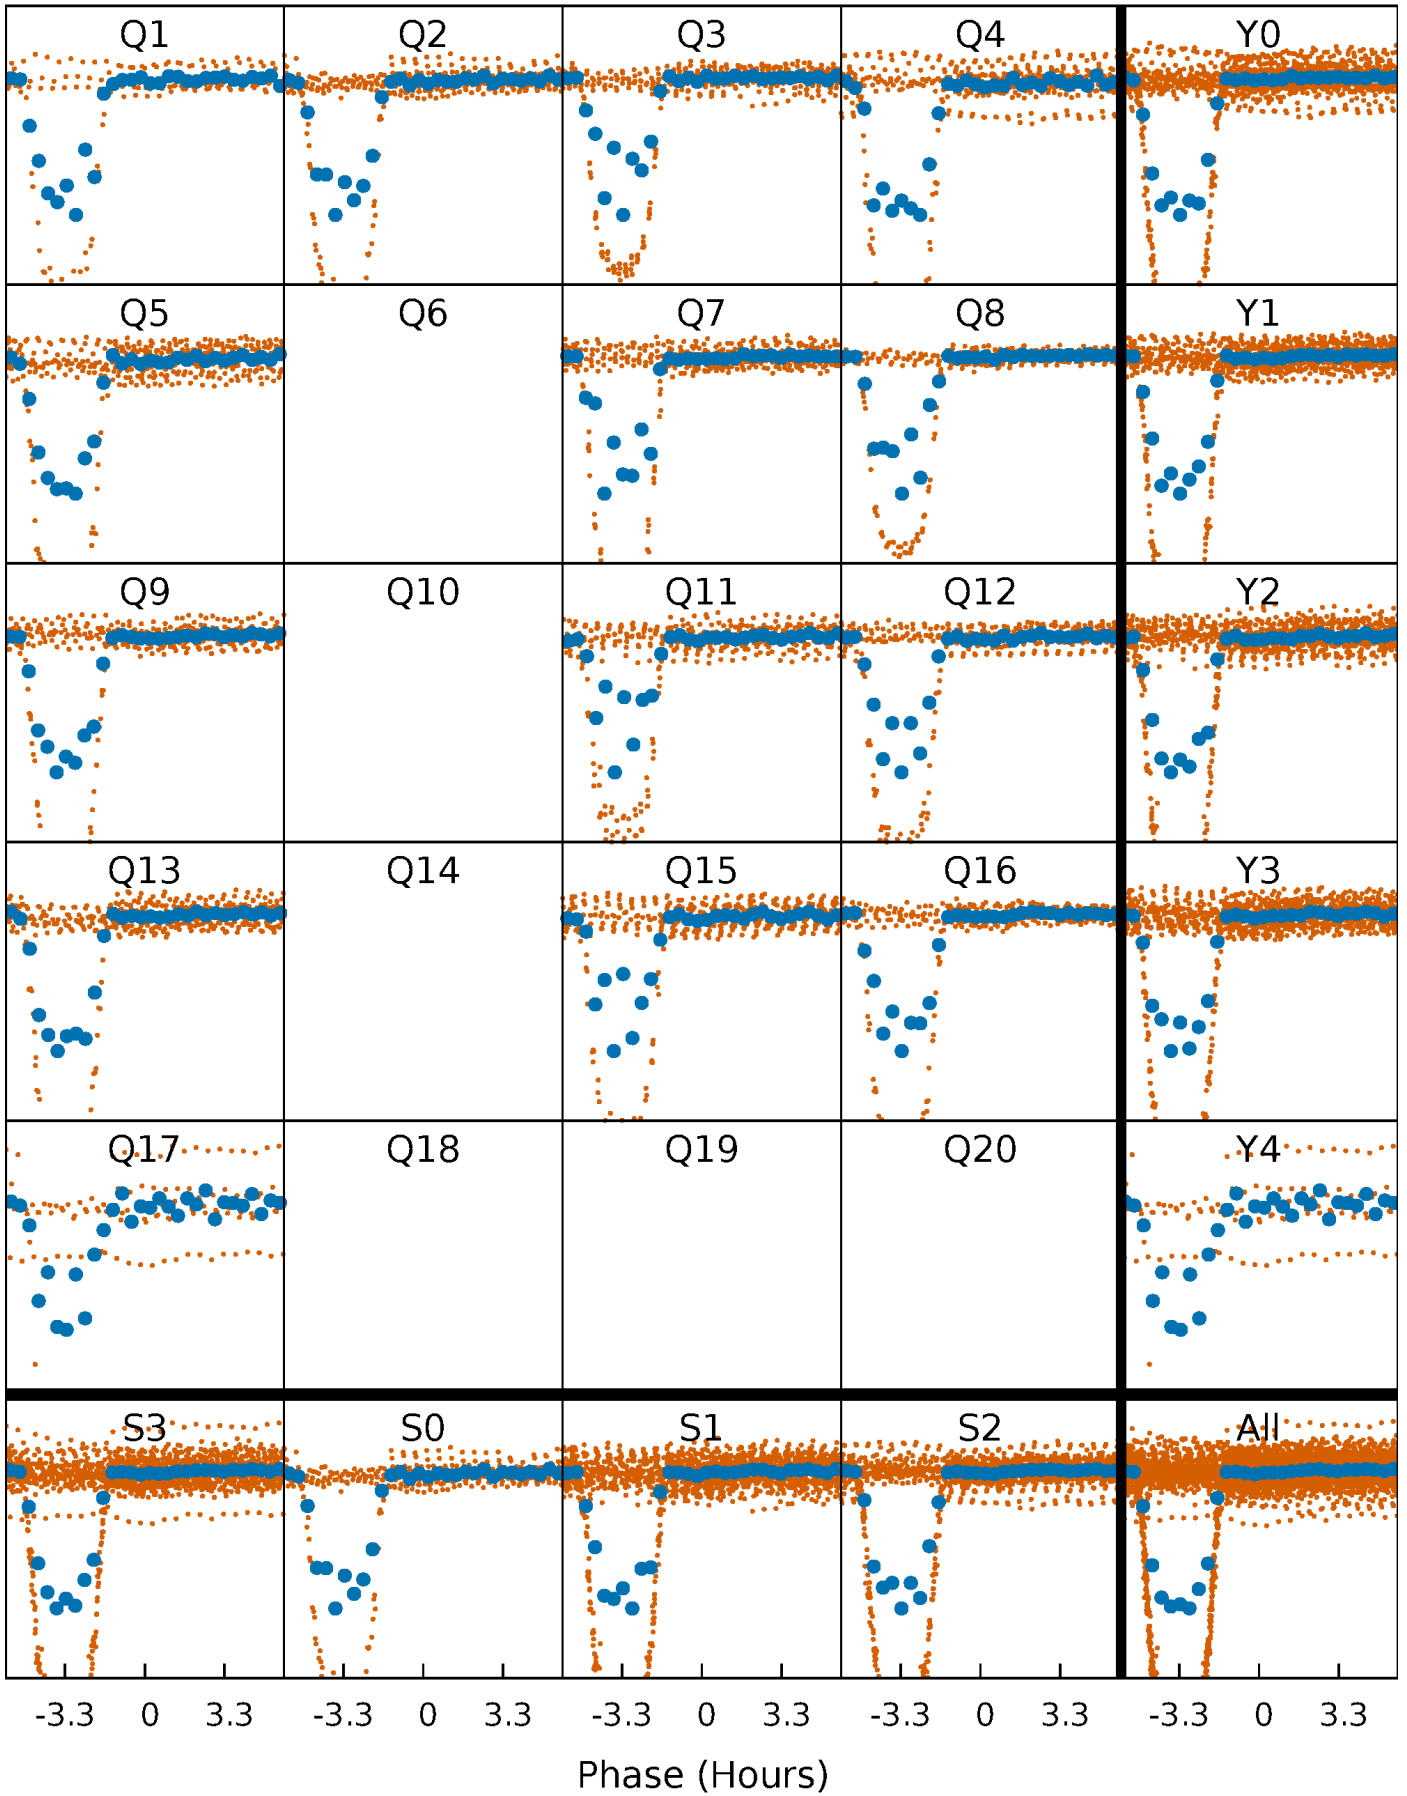 Q1 Q2 Q3 Q4 Y0
Q5 Q6 Q7 Q8 Y1
Q9 Q10 Q11 Q12 Y2
Q13 Q14 Q15 Q16 Y3
Q17 Q18 Q19 Q20 Y4
S3 S0 S1 S2 All
-3.3 0 3.3 -3.3 0 3.3 -3.3 0 3.3 -3.3 0 3.3 -3.3 0 3.3
Phase (Hours)